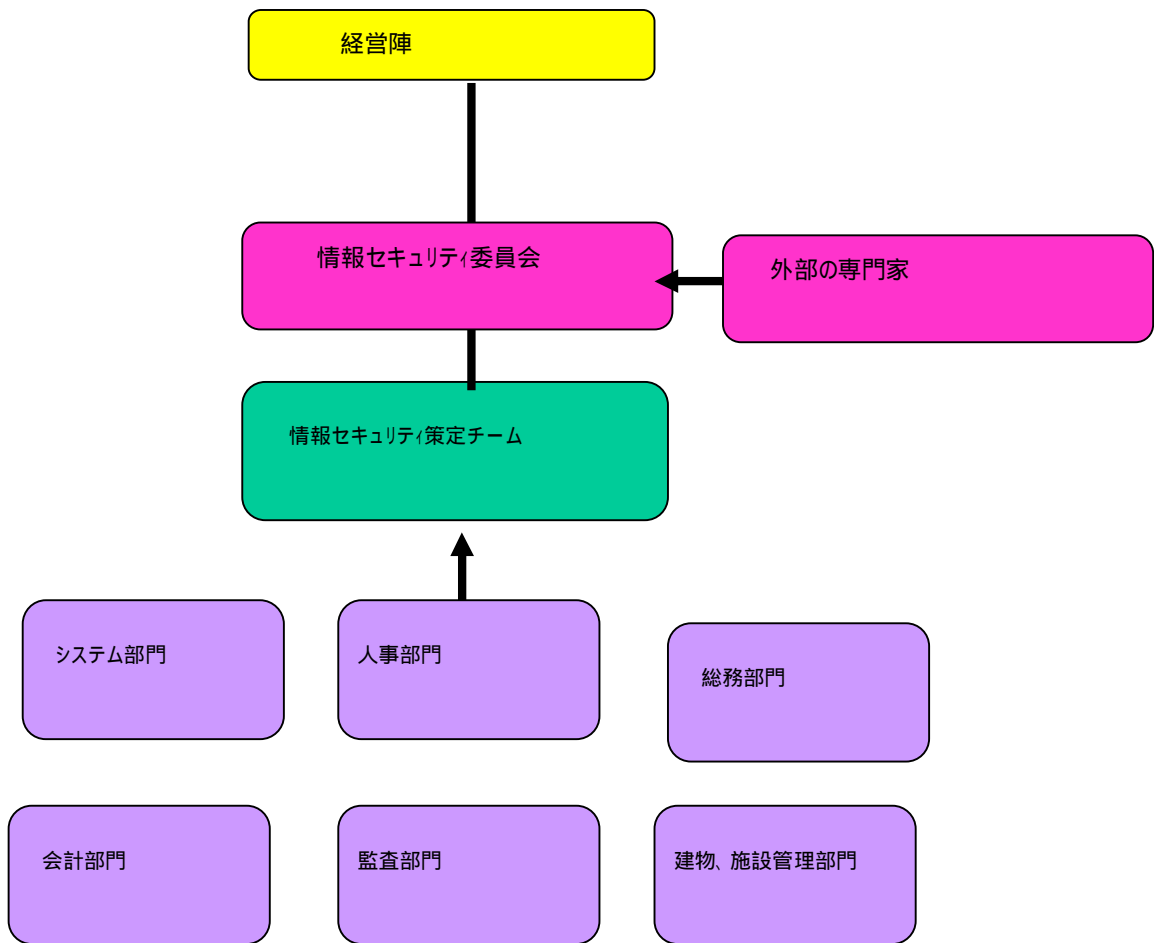 経営陣
情報セキュリティ委員会
外部の専門家
情報セキュリティ策定チーム
システム部門
人事部門
総務部門
会計部門
監査部門
建物、施設管理部門